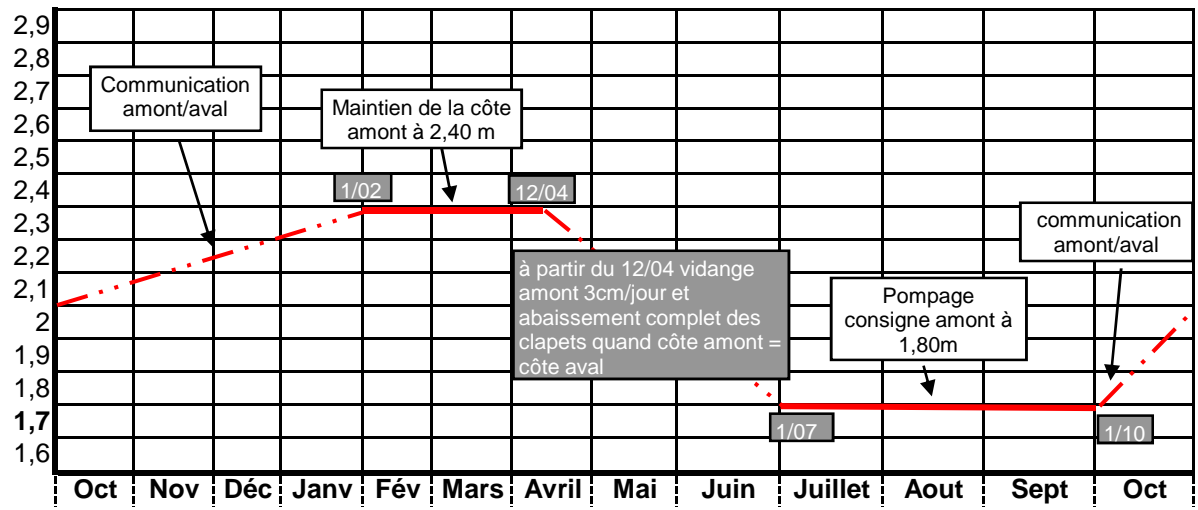 2,9
2,8
2,7
2,6
2,5
2,4
2,3
2,2
2,1
2
1,9
1,8
1,7
1,6
Communication
amont/aval
Maintien de la côte
amont à 2,40 m
1/02
12/04
à partir du 12/04 vidange
amont 3cm/jour et
abaissement complet des
clapets quand côte amont =
côte aval
Pompage
consigne amont à
1,80m
communication
amont/aval
1/07
1/10
Oct Nov Déc Janv Fév Mars Avril Mai Juin Juillet Aout Sept Oct